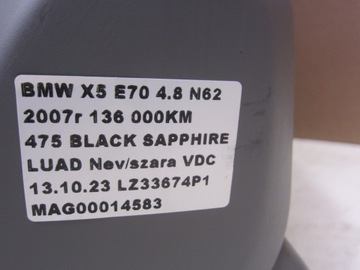 BMW X5 E70 4.8 N62
2007r 136 000KM
475 BLACK SAPPHIRE
LUAD Nev/szara VDC
13.10.23 LZ33674P1
MAG00014583